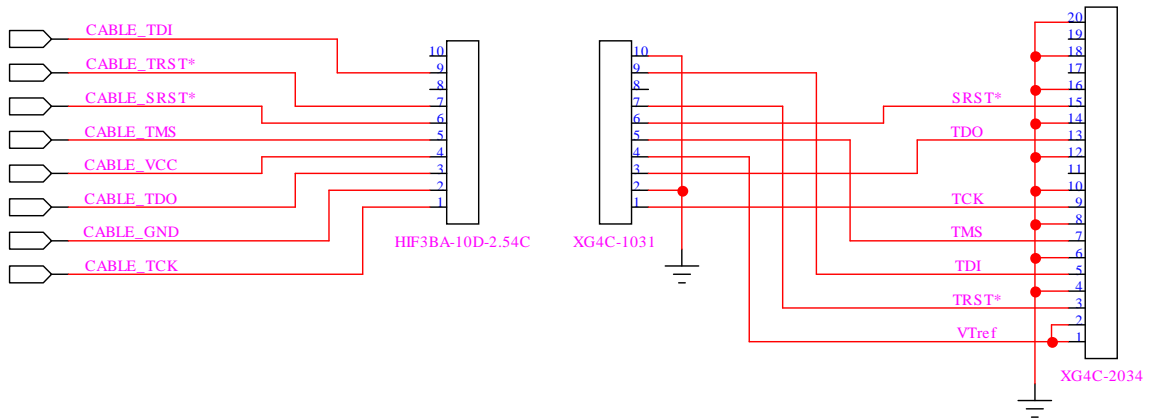 CABLE_TDI
CABLE_TRST*
CABLE_SRST*
CABLE_TMS
CABLE_VCC
CABLE_TDO
CABLE_GND
CABLE_TCK
10
9
8
7
6
5
4
3
2
1
HIF3BA-10D-2.54C
10
9
8
7
6
5
4
3
2
1
XG4C-1031
SRST*
TDO
TCK
TMS
TDI
TRST*
VTref
20
19
18
17
16
15
14
13
12
11
10
9
8
7
6
5
4
3
2
1
XG4C-2034